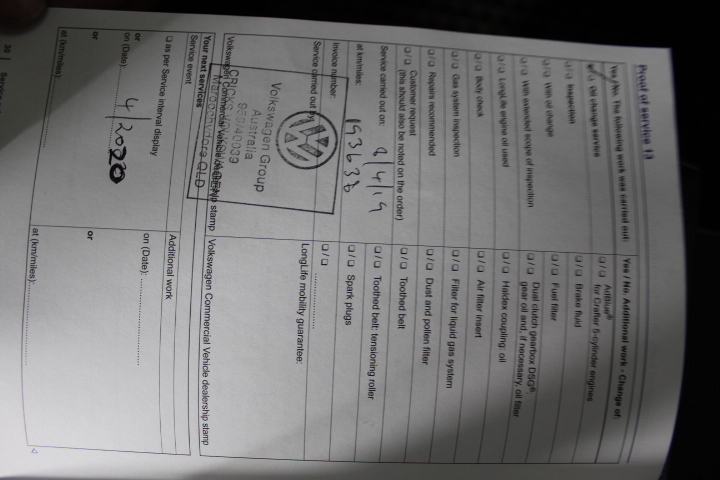 Proof of service 13
Yes / No, The following work was carried out:
☑/☐ Oil change service
☐/☐ Inspection
☐/☐ With oil change
☐/☐ With extended scope of inspection
☐/☐ LongLife engine oil used
☐/☐ Body check
☐/☐ Gas system inspection
☐/☐ Repairs recommended
☐/☐ Customer request
(this should also be noted on the order)
Service carried out on:
9/4/19
at km/miles:
193633
Invoice number:
Service carried out by
Volkswagen Group
Australia
Maroochydore QLD
Volkswagen Commercial Vehicle dealership stamp
Yes / No, Additional work - Change of:
☐/☐ AdBlue®
for Crafter 5-cylinder engines
☐/☐ Brake fluid
☐/☐ Fuel filter
☐/☐ Dual clutch gearbox DSG®
gear oil and, if necessary, oil filter
☐/☐ Haldex coupling: oil
☐/☐ Air filter insert
☐/☐ Filter for liquid gas system
☐/☐ Dust and pollen filter
☐/☐ Toothed belt
☐/☐ Toothed belt: tensioning roller
☐/☐ Spark plugs
☐/☐ ....................
LongLife mobility guarantee:
Volkswagen Commercial Vehicle dealership stamp
Your next services
Service event
☐ as per Service interval display
or
on (Date): 4/2020
or
at (km/miles):
Additional work
on (Date):
or
at (km/miles):
30